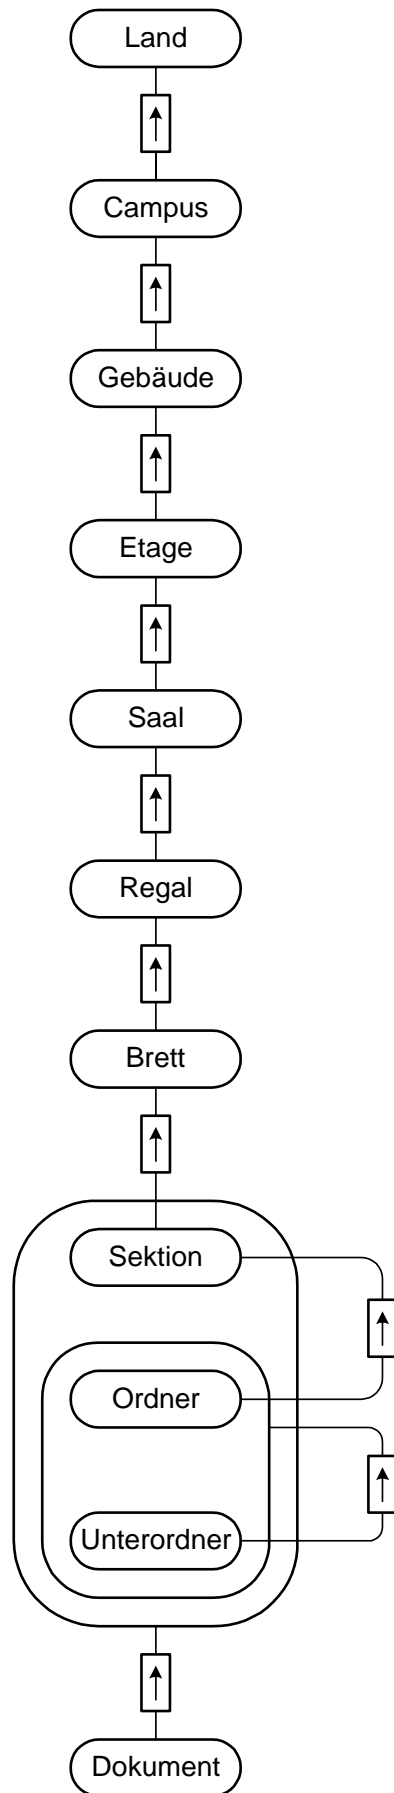 Land
Campus
Gebäude
Etage
Saal
Regal
Brett
Sektion
Ordner
Unterordner
Dokument